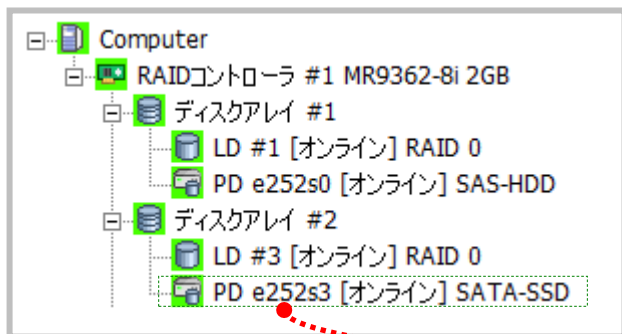 Computer
RAIDコントローラ #1 MR9362-8i 2GB
ディスクアレイ #1
LD #1 [オンライン] RAID 0
PD e252s0 [オンライン] SAS-HDD
ディスクアレイ #2
LD #3 [オンライン] RAID 0
PD e252s3 [オンライン] SATA-SSD